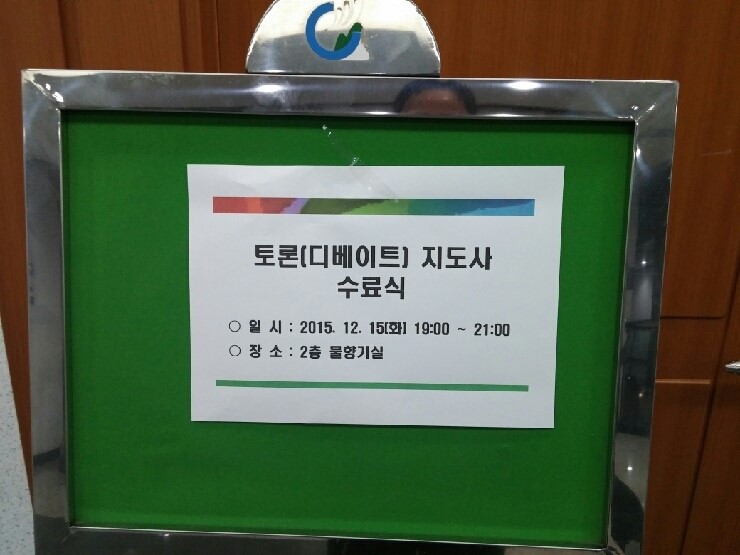 토론(디베이트) 지도사
수료식
○ 일 시 : 2015. 12. 15(화) 19:00 ~ 21:00
○ 장 소 : 2층 물향기실